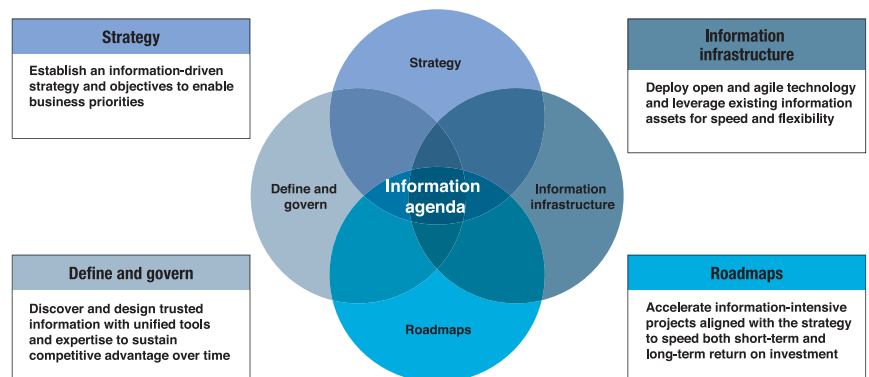 Strategy
Establish an information-driven
strategy and objectives to enable
business priorities
Information
infrastructure
Deploy open and agile technology
and leverage existing information
assets for speed and flexibility
Strategy
Define and
govern
Information
agenda
Information
infrastructure
Roadmaps
Define and govern
Discover and design trusted
information with unified tools
and expertise to sustain
competitive advantage over time
Roadmaps
Accelerate information-intensive
projects aligned with the strategy
to speed both short-term and
long-term return on investment